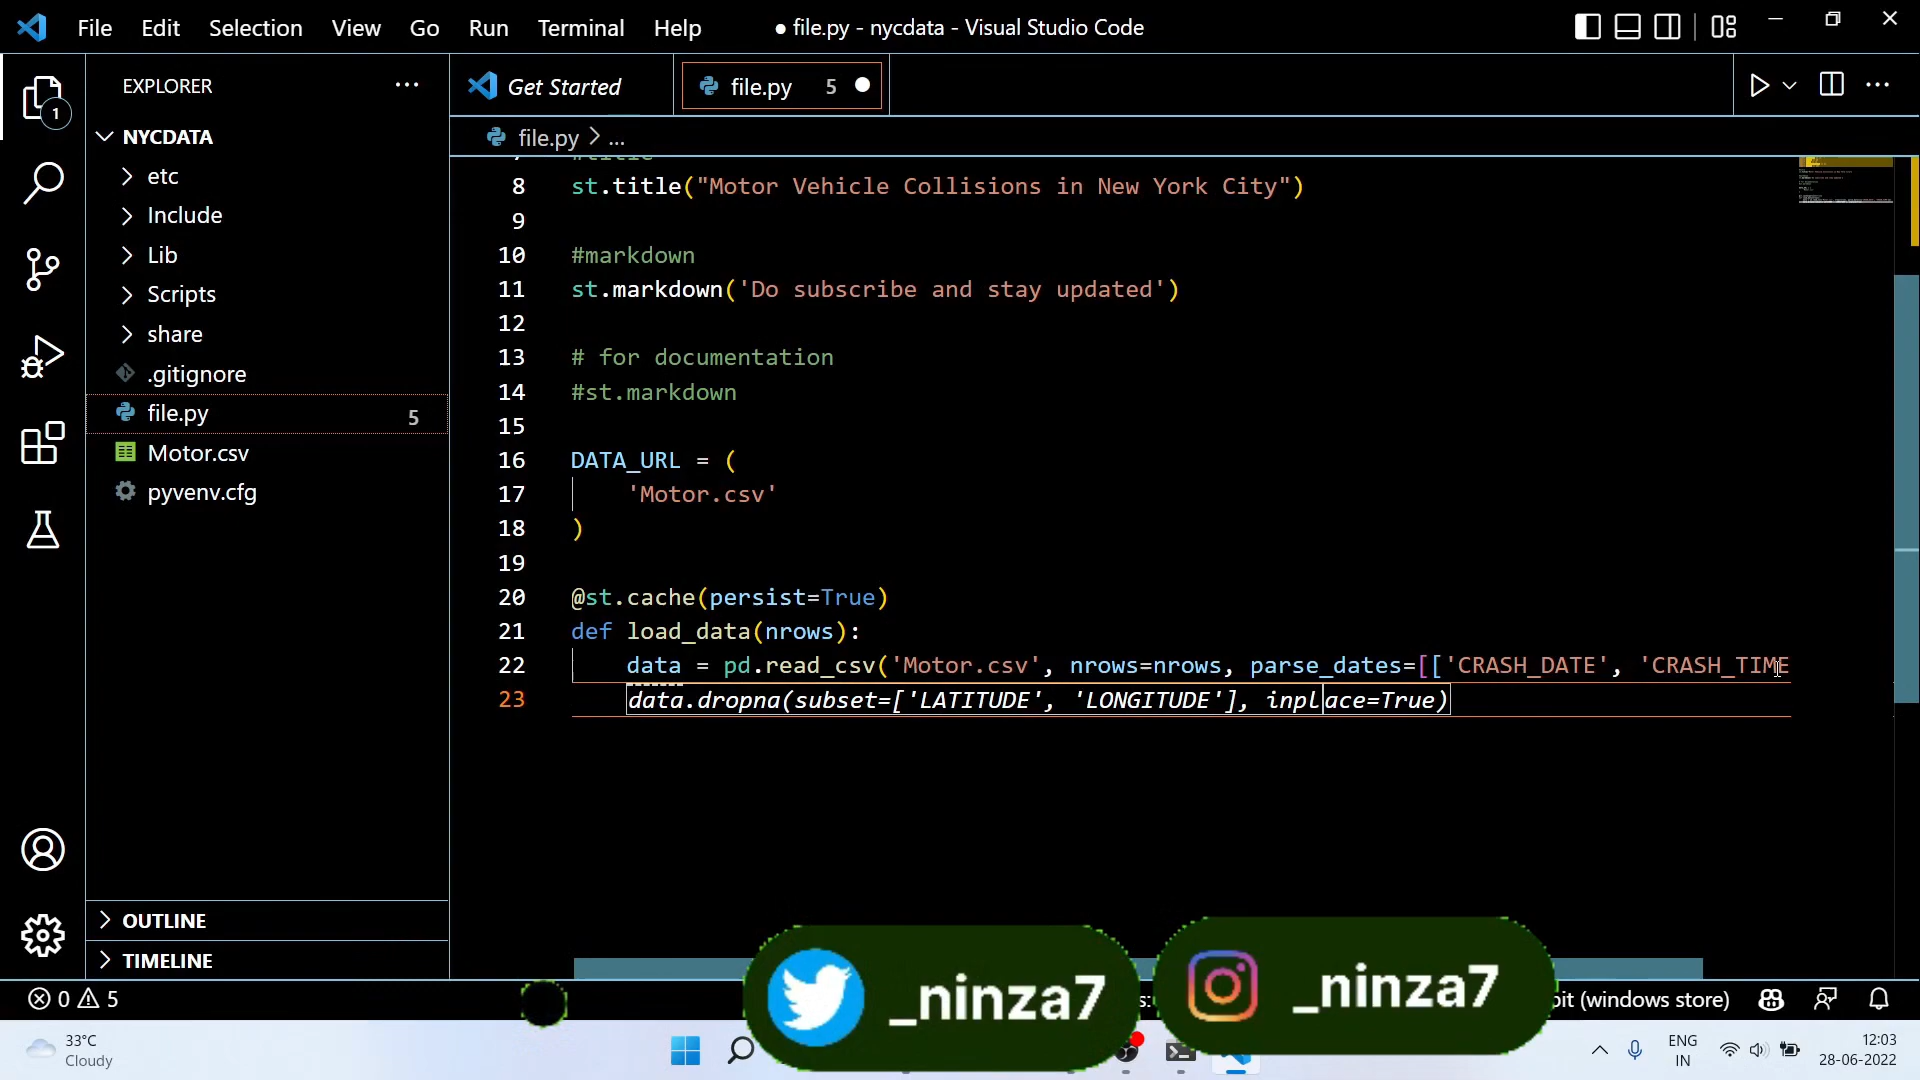 File Edit Selection View Go Run Terminal Help ● file.py - nycdata - Visual Studio Code
EXPLORER ···
Get Started
file.py 5
1
NYCDATA
file.py > ...
etc
Include
Lib
Scripts
share
.gitignore
file.py 5
Motor.csv
pyvenv.cfg
OUTLINE
TIMELINE
#title
8 st.title("Motor Vehicle Collisions in New York City")
9
10 #markdown
11 st.markdown('Do subscribe and stay updated')
12
13 # for documentation
14 #st.markdown
15
16 DATA_URL = (
17 'Motor.csv'
18 )
19
20 @st.cache(persist=True)
21 def load_data(nrows):
22 data = pd.read_csv('Motor.csv', nrows=nrows, parse_dates=[['CRASH_DATE', 'CRASH_TIME
23 data.dropna(subset=['LATITUDE', 'LONGITUDE'], inplace=True)
_ninza7
_ninza7
0 5
bit (windows store)
33°C
Cloudy
ENG
IN
12:03
28-06-2022